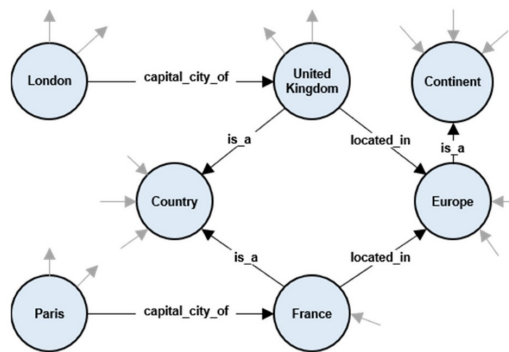 London
capital_city_of
United
Kingdom
Continent
is_a
located_in
is_a
Country
Europe
is_a
located_in
Paris
capital_city_of
France